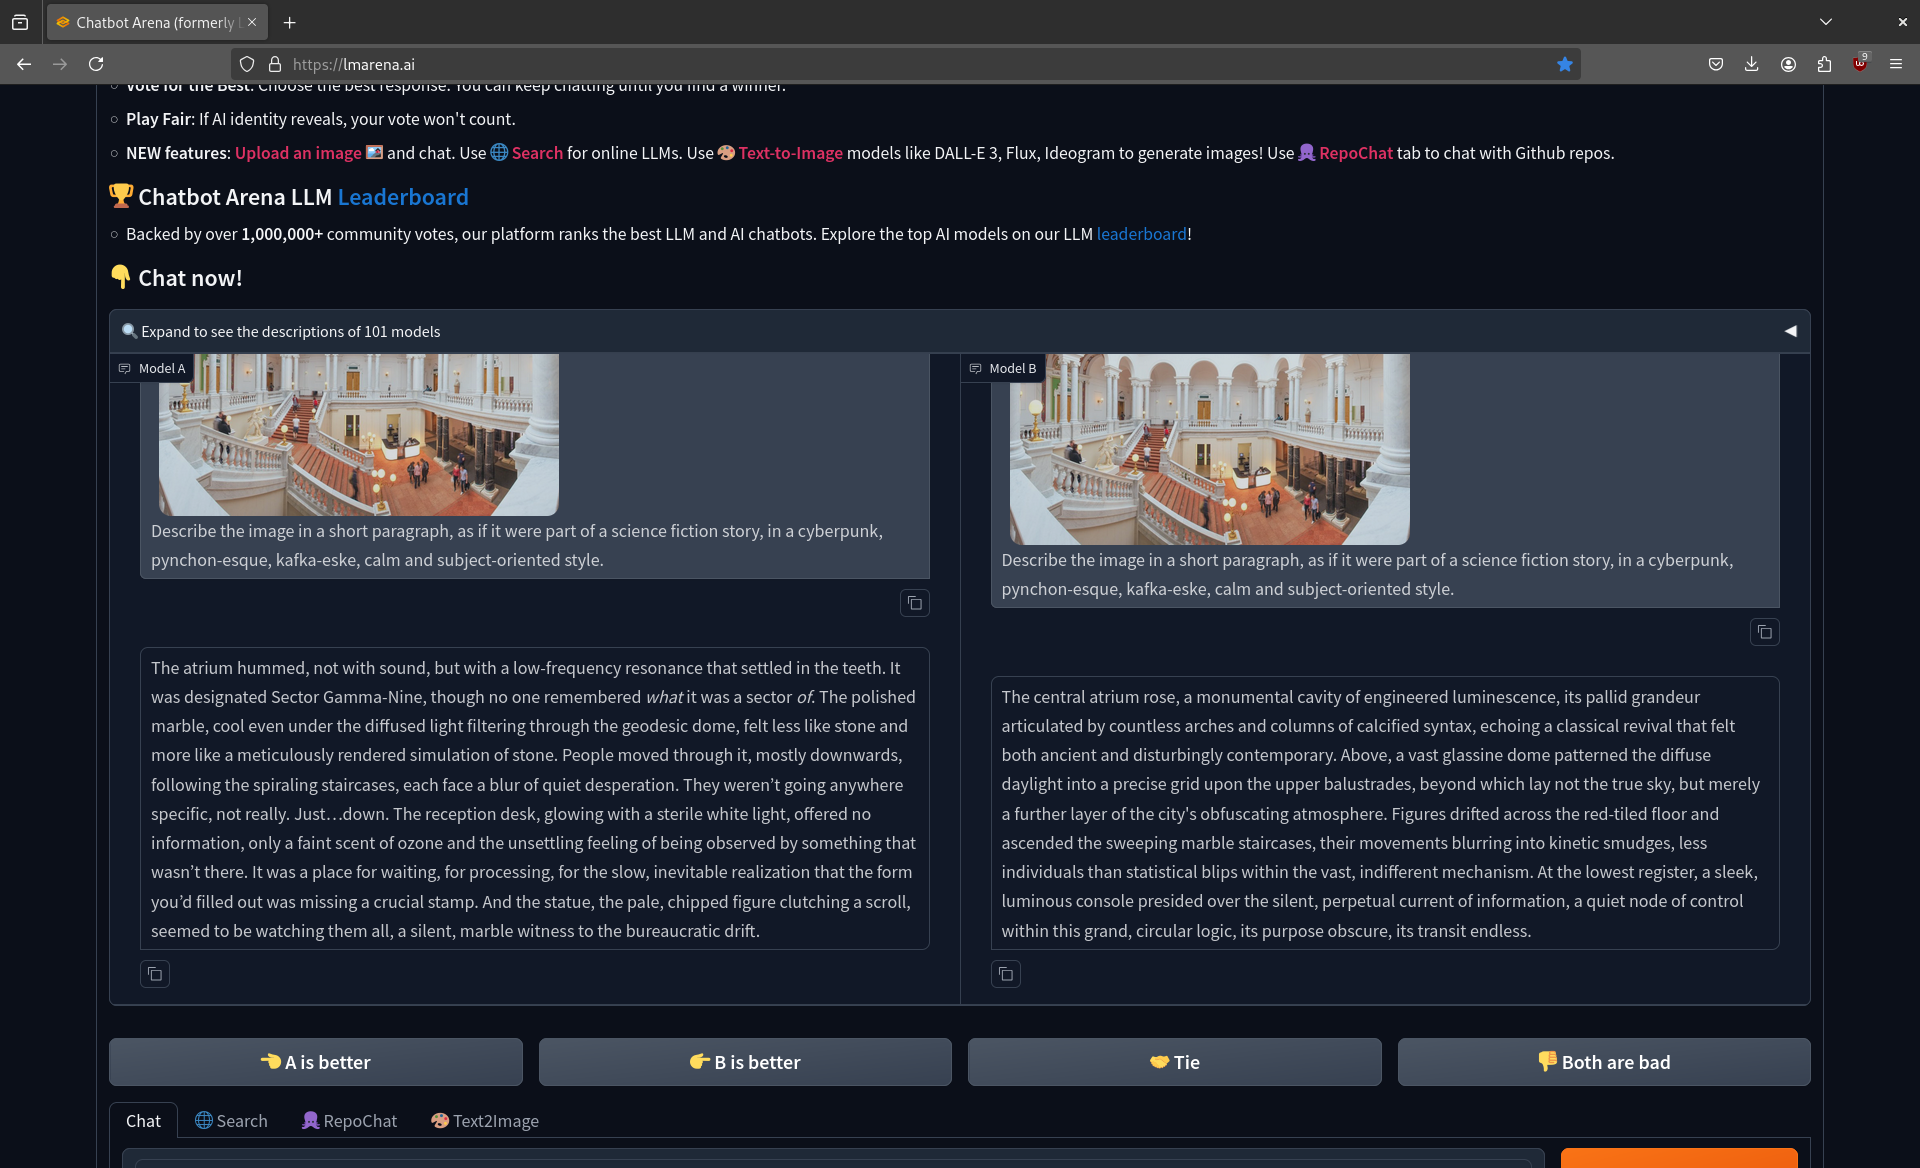 Chatbot Arena (formerly L
https://lmarena.ai
9
Vote for the Best: Choose the best response. You can keep chatting until you find a winner.
Play Fair: If AI identity reveals, your vote won't count.
NEW features: Upload an image and chat. Use Search for online LLMs. Use Text-to-Image models like DALL-E 3, Flux, Ideogram to generate images! Use RepoChat tab to chat with Github repos.
Chatbot Arena LLM Leaderboard
Backed by over 1,000,000+ community votes, our platform ranks the best LLM and AI chatbots. Explore the top AI models on our LLM leaderboard!
Chat now!
Expand to see the descriptions of 101 models
Model A
Describe the image in a short paragraph, as if it were part of a science fiction story, in a cyberpunk,
pynchon-esque, kafka-eske, calm and subject-oriented style.
The atrium hummed, not with sound, but with a low-frequency resonance that settled in the teeth. It
was designated Sector Gamma-Nine, though no one remembered what it was a sector of. The polished
marble, cool even under the diffused light filtering through the geodesic dome, felt less like stone and
more like a meticulously rendered simulation of stone. People moved through it, mostly downwards,
following the spiraling staircases, each face a blur of quiet desperation. They weren’t going anywhere
specific, not really. Just…down. The reception desk, glowing with a sterile white light, offered no
information, only a faint scent of ozone and the unsettling feeling of being observed by something that
wasn’t there. It was a place for waiting, for processing, for the slow, inevitable realization that the form
you’d filled out was missing a crucial stamp. And the statue, the pale, chipped figure clutching a scroll,
seemed to be watching them all, a silent, marble witness to the bureaucratic drift.
Model B
Describe the image in a short paragraph, as if it were part of a science fiction story, in a cyberpunk,
pynchon-esque, kafka-eske, calm and subject-oriented style.
The central atrium rose, a monumental cavity of engineered luminescence, its pallid grandeur
articulated by countless arches and columns of calcified syntax, echoing a classical revival that felt
both ancient and disturbingly contemporary. Above, a vast glassine dome patterned the diffuse
daylight into a precise grid upon the upper balustrades, beyond which lay not the true sky, but merely
a further layer of the city's obfuscating atmosphere. Figures drifted across the red-tiled floor and
ascended the sweeping marble staircases, their movements blurring into kinetic smudges, less
individuals than statistical blips within the vast, indifferent mechanism. At the lowest register, a sleek,
luminous console presided over the silent, perpetual current of information, a quiet node of control
within this grand, circular logic, its purpose obscure, its transit endless.
A is better
B is better
Tie
Both are bad
Chat
Search
RepoChat
Text2Image